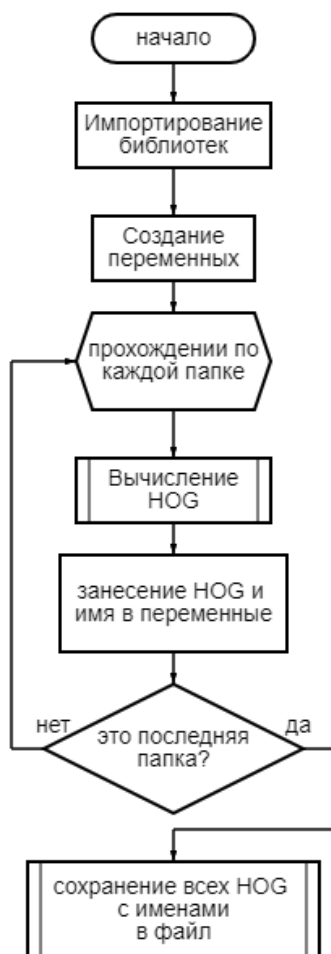 начало
Импортирование
библиотек
Создание
переменных
прохождении по
каждой папке
Вычисление
HOG
занесение HOG и
имя в переменные
нет
да
это последняя
папка?
сохранение всех HOG
с именами
в файл